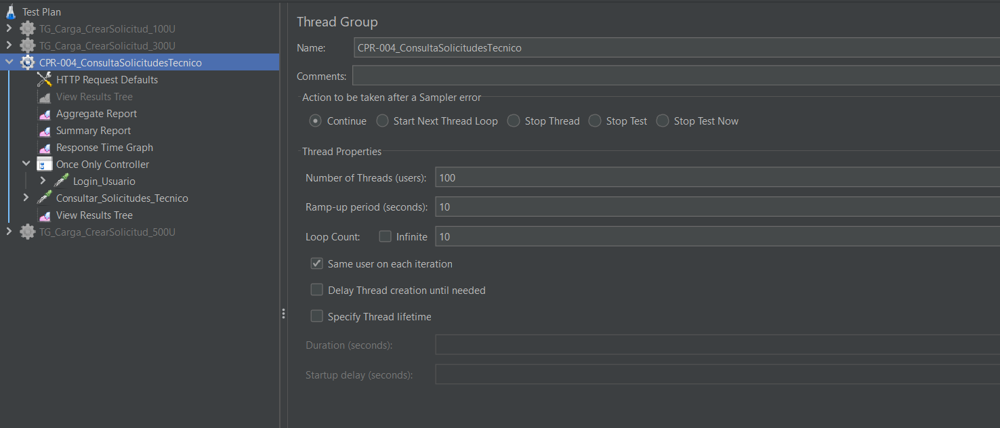 Test Plan
TG_Carga_CrearSolicitud_100U
TG_Carga_CrearSolicitud_300U
CPR-004_ConsultaSolicitudesTecnico
HTTP Request Defaults
View Results Tree
Aggregate Report
Summary Report
Response Time Graph
Once Only Controller
Login_Usuario
Consultar_Solicitudes_Tecnico
View Results Tree
TG_Carga_CrearSolicitud_500U
Thread Group
Name: CPR-004_ConsultaSolicitudesTecnico
Comments:
Action to be taken after a Sampler error
Continue Start Next Thread Loop Stop Thread Stop Test Stop Test Now
Thread Properties
Number of Threads (users): 100
Ramp-up period (seconds): 10
Loop Count: Infinite 10
Same user on each iteration
Delay Thread creation until needed
Specify Thread lifetime
Duration (seconds):
Startup delay (seconds):